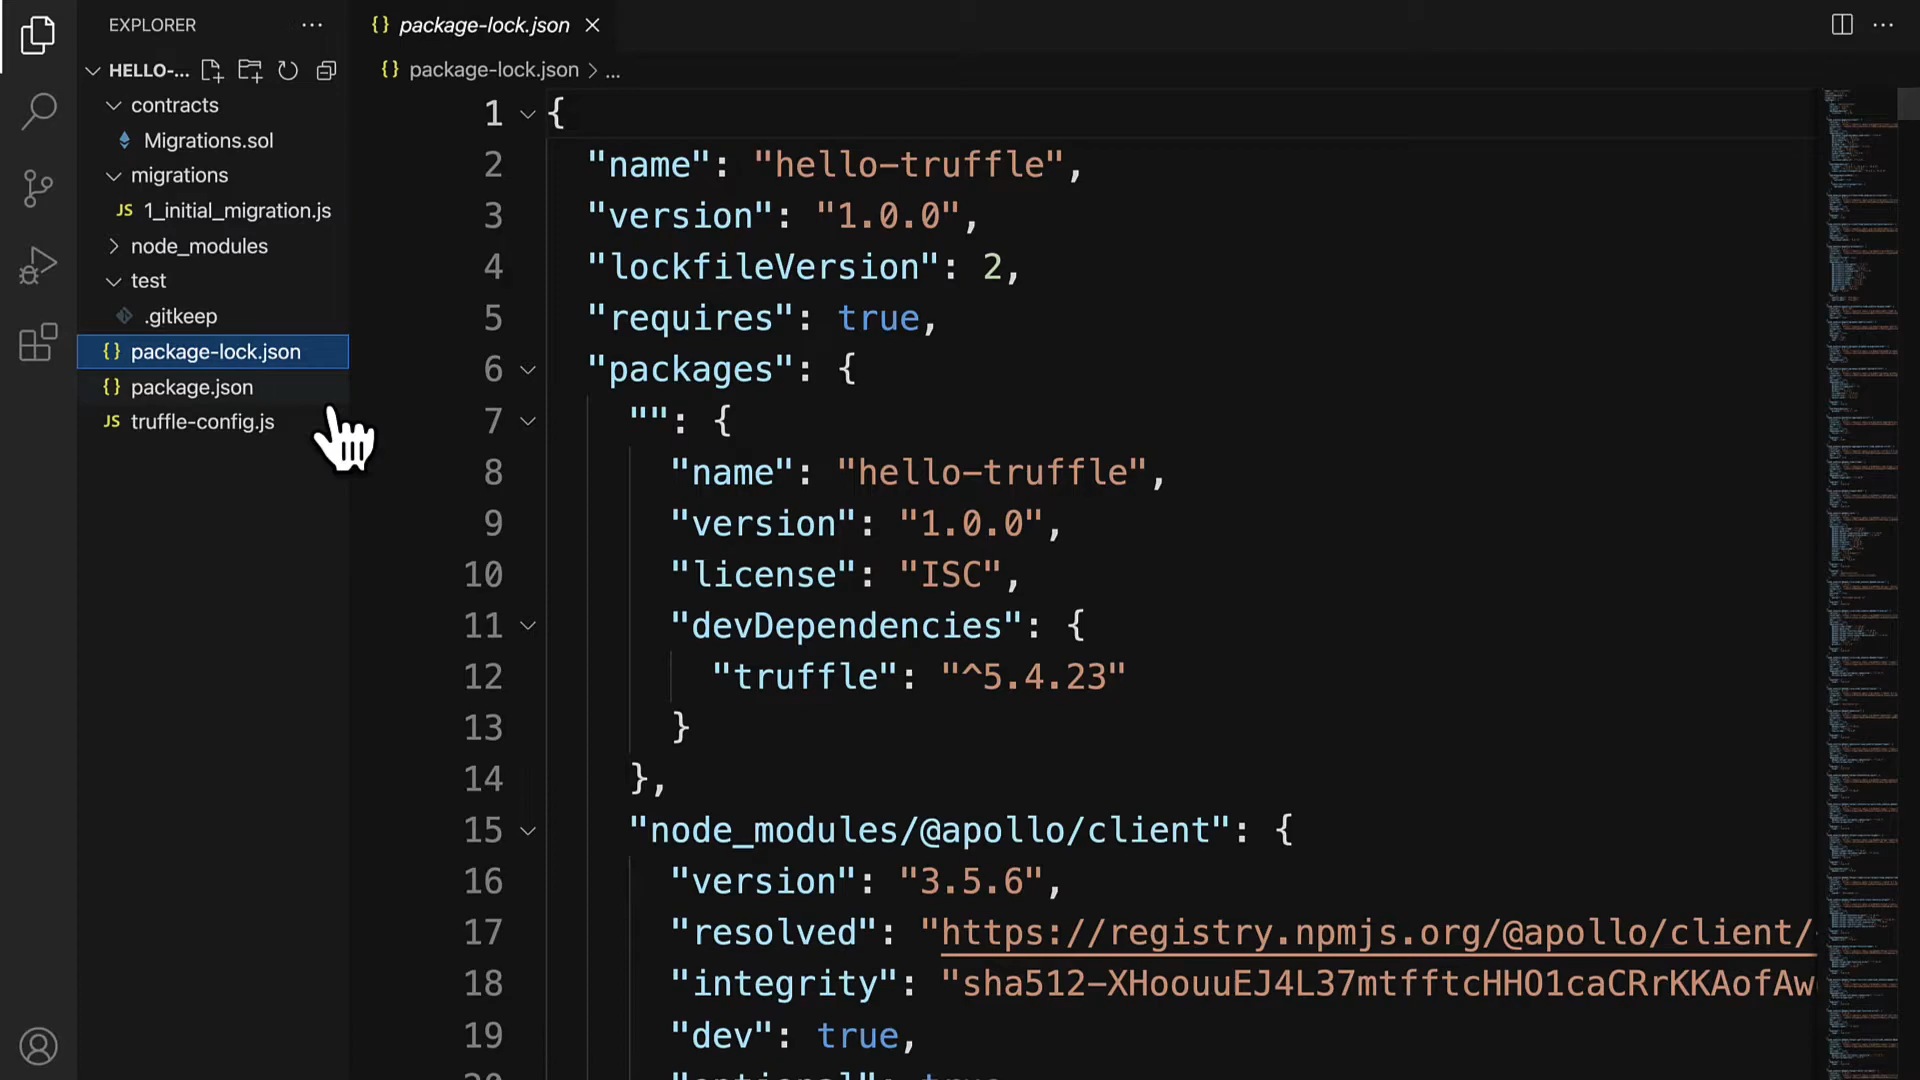 EXPLORER
HELLO-...
contracts
Migrations.sol
migrations
JS 1_initial_migration.js
node_modules
test
.gitkeep
{} package-lock.json
{} package.json
JS truffle-config.js
{} package-lock.json
{} package-lock.json > ...
1 {
2 "name": "hello-truffle",
3 "version": "1.0.0",
4 "lockfileVersion": 2,
5 "requires": true,
6 "packages": {
7 "": {
8 "name": "hello-truffle",
9 "version": "1.0.0",
10 "license": "ISC",
11 "devDependencies": {
12 "truffle": "^5.4.23"
13 }
14 },
15 "node_modules/@apollo/client": {
16 "version": "3.5.6",
17 "resolved": "https://registry.npmjs.org/@apollo/client/
18 "integrity": "sha512-XHoouuEJ4L37mtfftcHHO1caCRrKKAofAw
19 "dev": true,